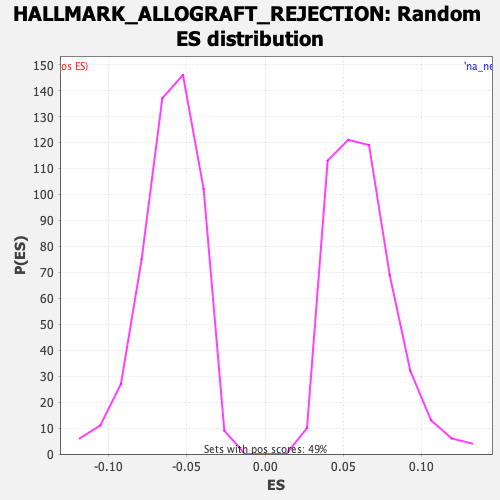 HALLMARK_ALLOGRAFT_REJECTION: Random
ES distribution
os ES)
'na_ne
150
140
130
120
110
100
90
80
70
60
50
40
30
20
10
0
P(ES)
Sets with pos scores: 49%
-0.10 -0.05 0.00 0.05 0.10
ES